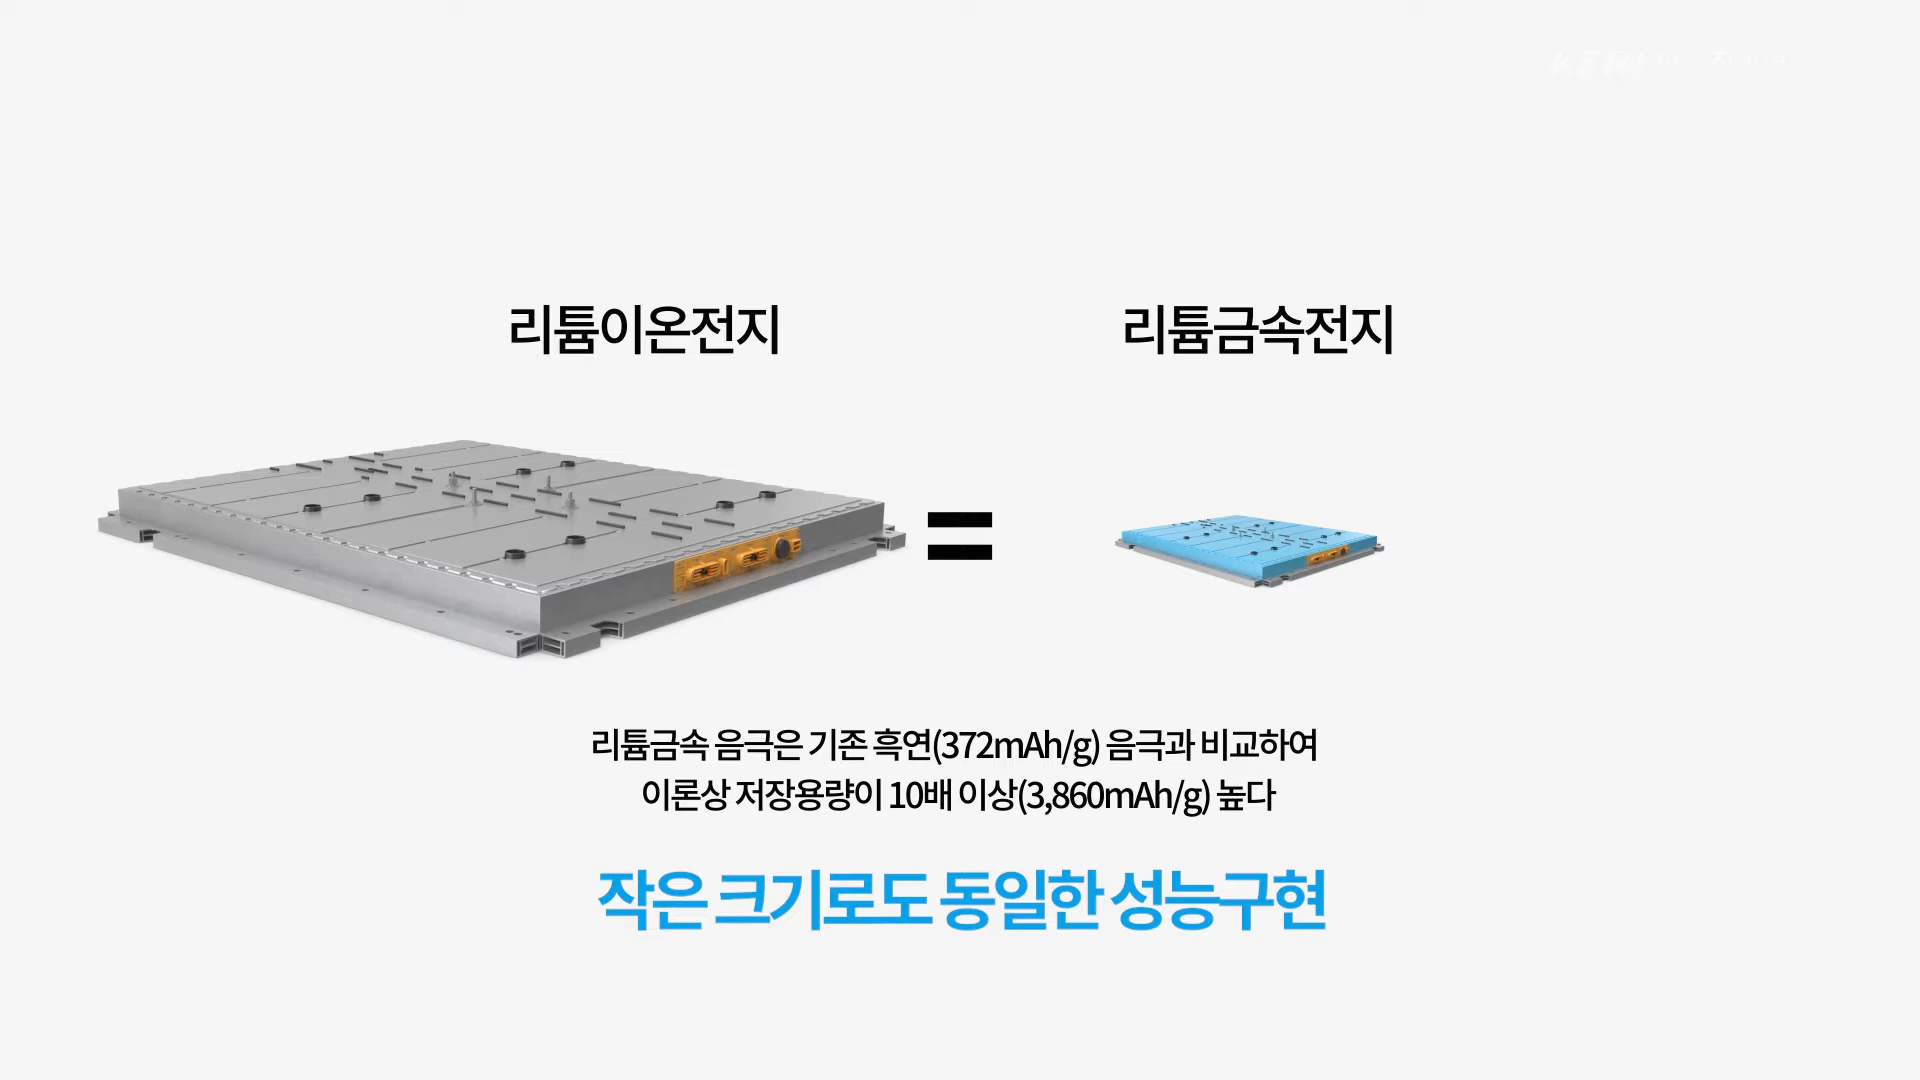 리튬이온전지
리튬금속전지
=
리튬금속 음극은 기존 흑연(372mAh/g) 음극과 비교하여
이론상 저장용량이 10배 이상(3,860mAh/g) 높다
작은 크기로도 동일한 성능구현